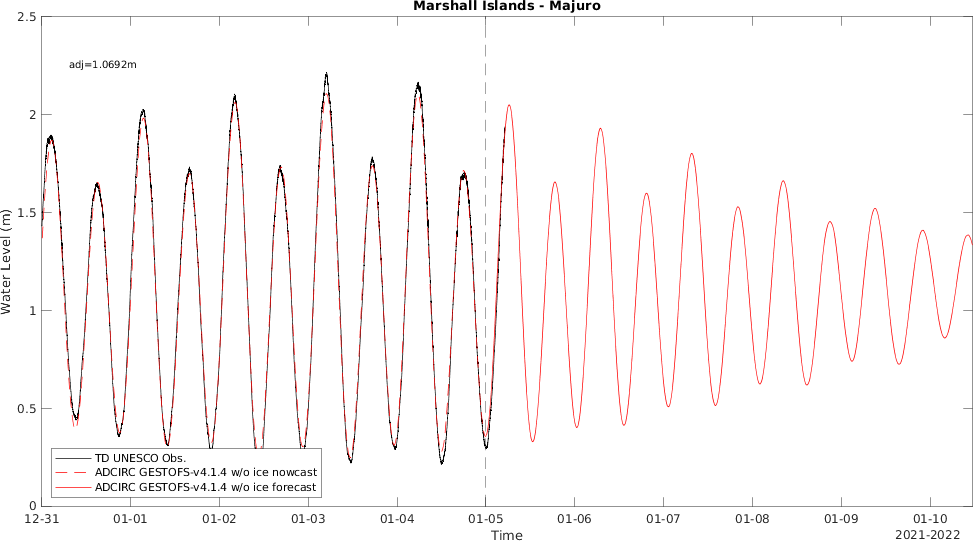 Marshall Islands - Majuro
2.5
2
1.5
1
0.5
0
Water Level (m)
adj=1.0692m
TD UNESCO Obs.
ADCIRC GESTOFS-v4.1.4 w/o ice nowcast
ADCIRC GESTOFS-v4.1.4 w/o ice forecast
12-31 01-01 01-02 01-03 01-04 01-05 01-06 01-07 01-08 01-09 01-10
Time
2021-2022